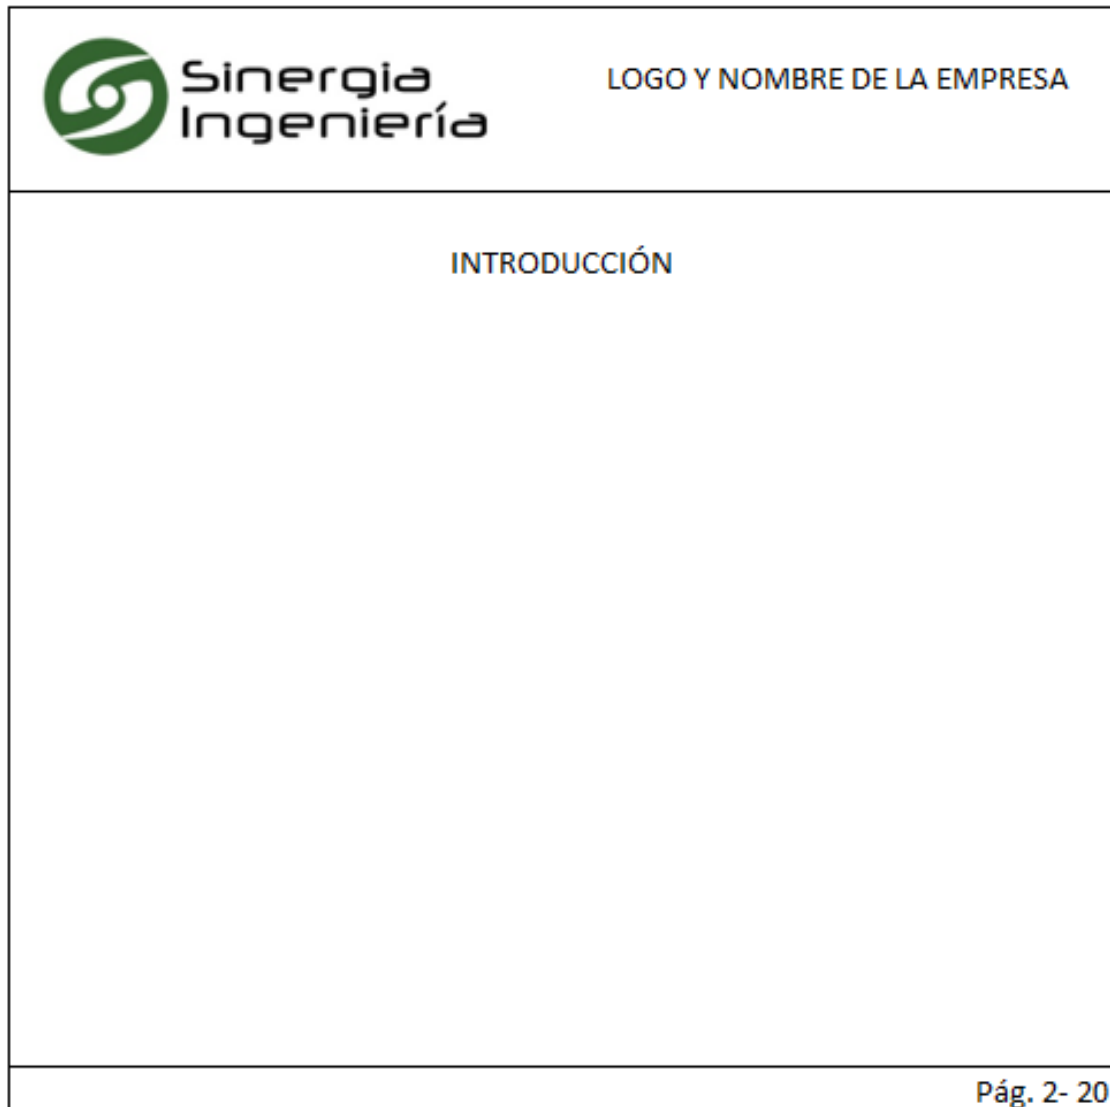 Sinergia
Ingeniería
LOGO Y NOMBRE DE LA EMPRESA
INTRODUCCIÓN
Pág. 2- 20